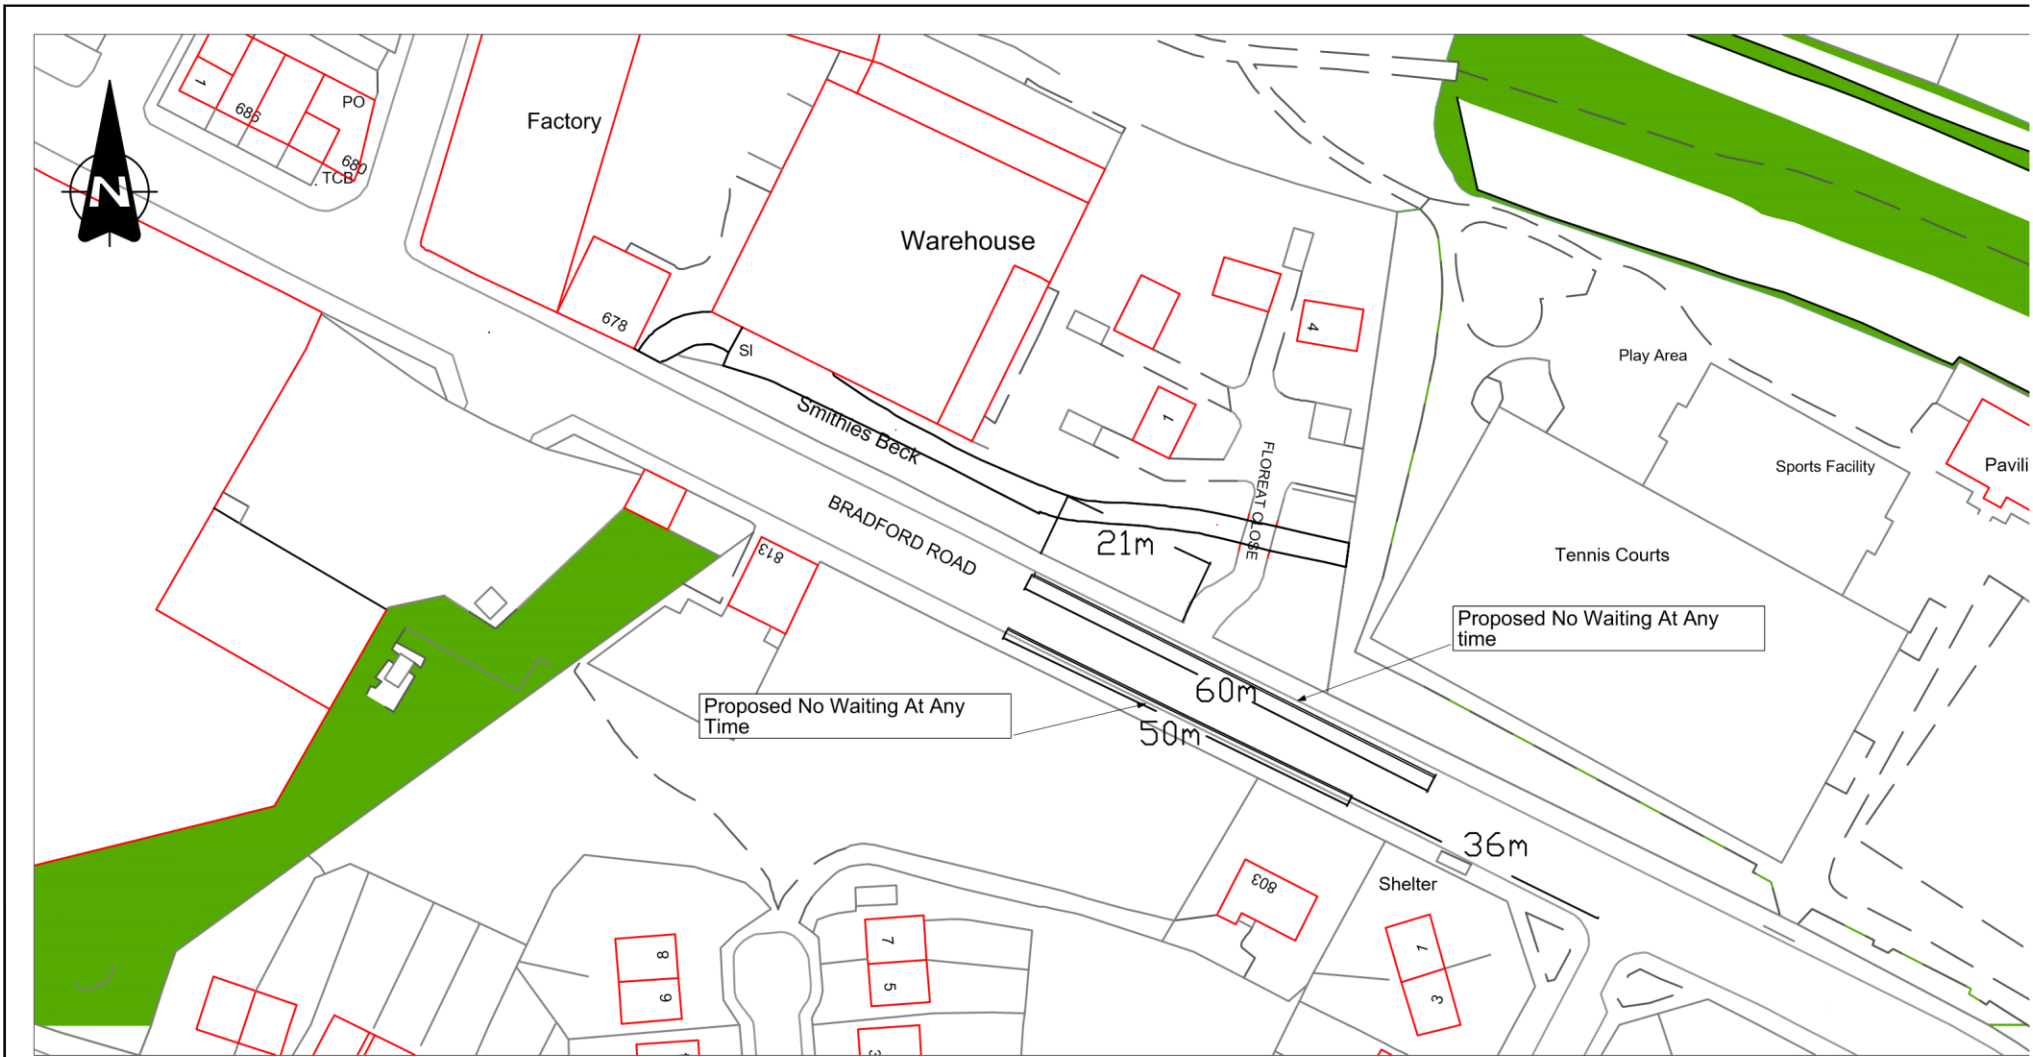 1
686
PO
680
TCB
N
Factory
Warehouse
678
SI
4
1
Play Area
Smithies Beck
FLOREAT CLOSE
Sports Facility
Pavili
BRADFORD ROAD
21m
813
Tennis Courts
Proposed No Waiting At Any
time
60m
Proposed No Waiting At Any
Time
50m
36m
Shelter
803
8
6
7
5
1
3
3